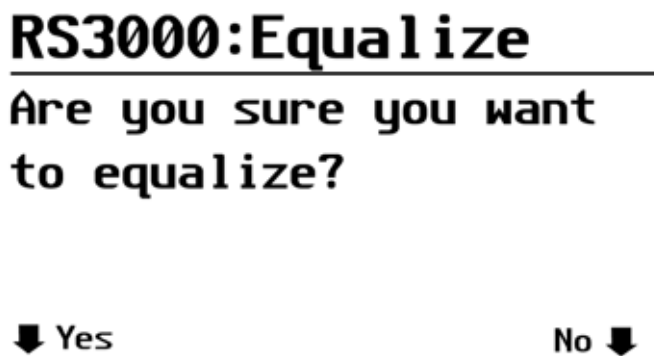 RS3000:Equalize
Are you sure you want
to equalize?
Yes No